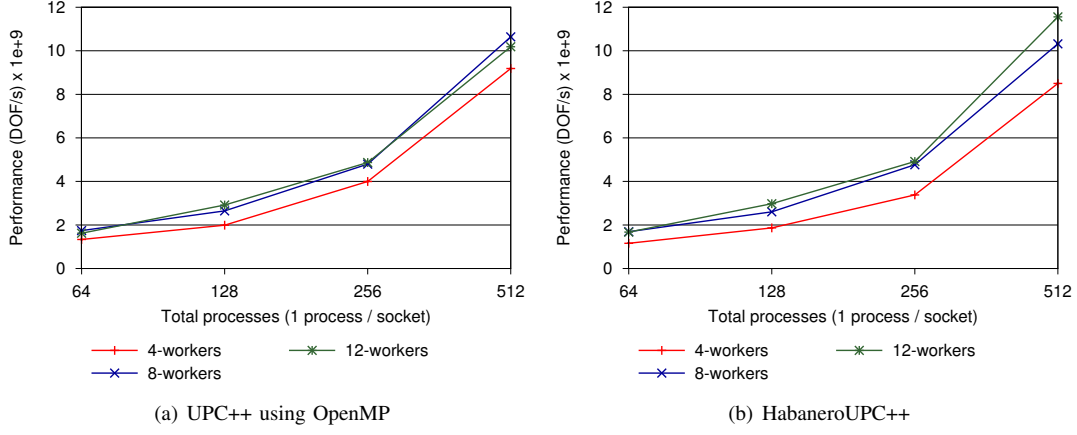 Performance (DOF/s) x 1e+9
12
10
8
6
4
2
0
64
128
256
512
Total processes (1 process / socket)
4-workers
12-workers
8-workers
(a) UPC++ using OpenMP
Performance (DOF/s) x 1e+9
12
10
8
6
4
2
0
64
128
256
512
Total processes (1 process / socket)
4-workers
12-workers
8-workers
(b) HabaneroUPC++